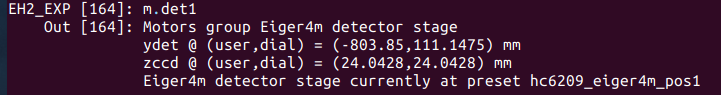 EH2_EXP [164]: m.det1
Out [164]: Motors group Eiger4m detector stage
ydet @ (user,dial) = (-803.85,111.1475) mm
zccd @ (user,dial) = (24.0428,24.0428) mm
Eiger4m detector stage currently at preset hc6209_eiger4m_pos1